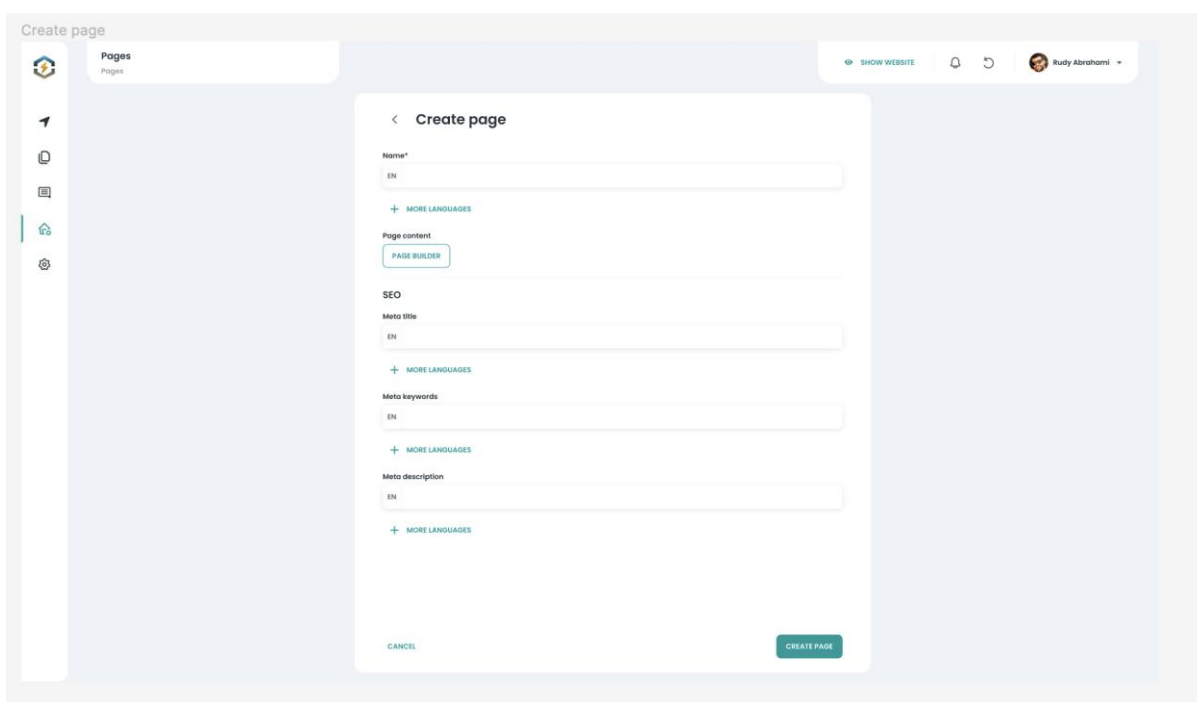 Create page
Pages
Pages
SHOW WEBSITE
Rudy Abrahami
Create page
Name*
EN
MORE LANGUAGES
Page content
PAGE BUILDER
SEO
Meta title
EN
MORE LANGUAGES
Meta keywords
EN
MORE LANGUAGES
Meta description
EN
MORE LANGUAGES
CANCEL
CREATE PAGE